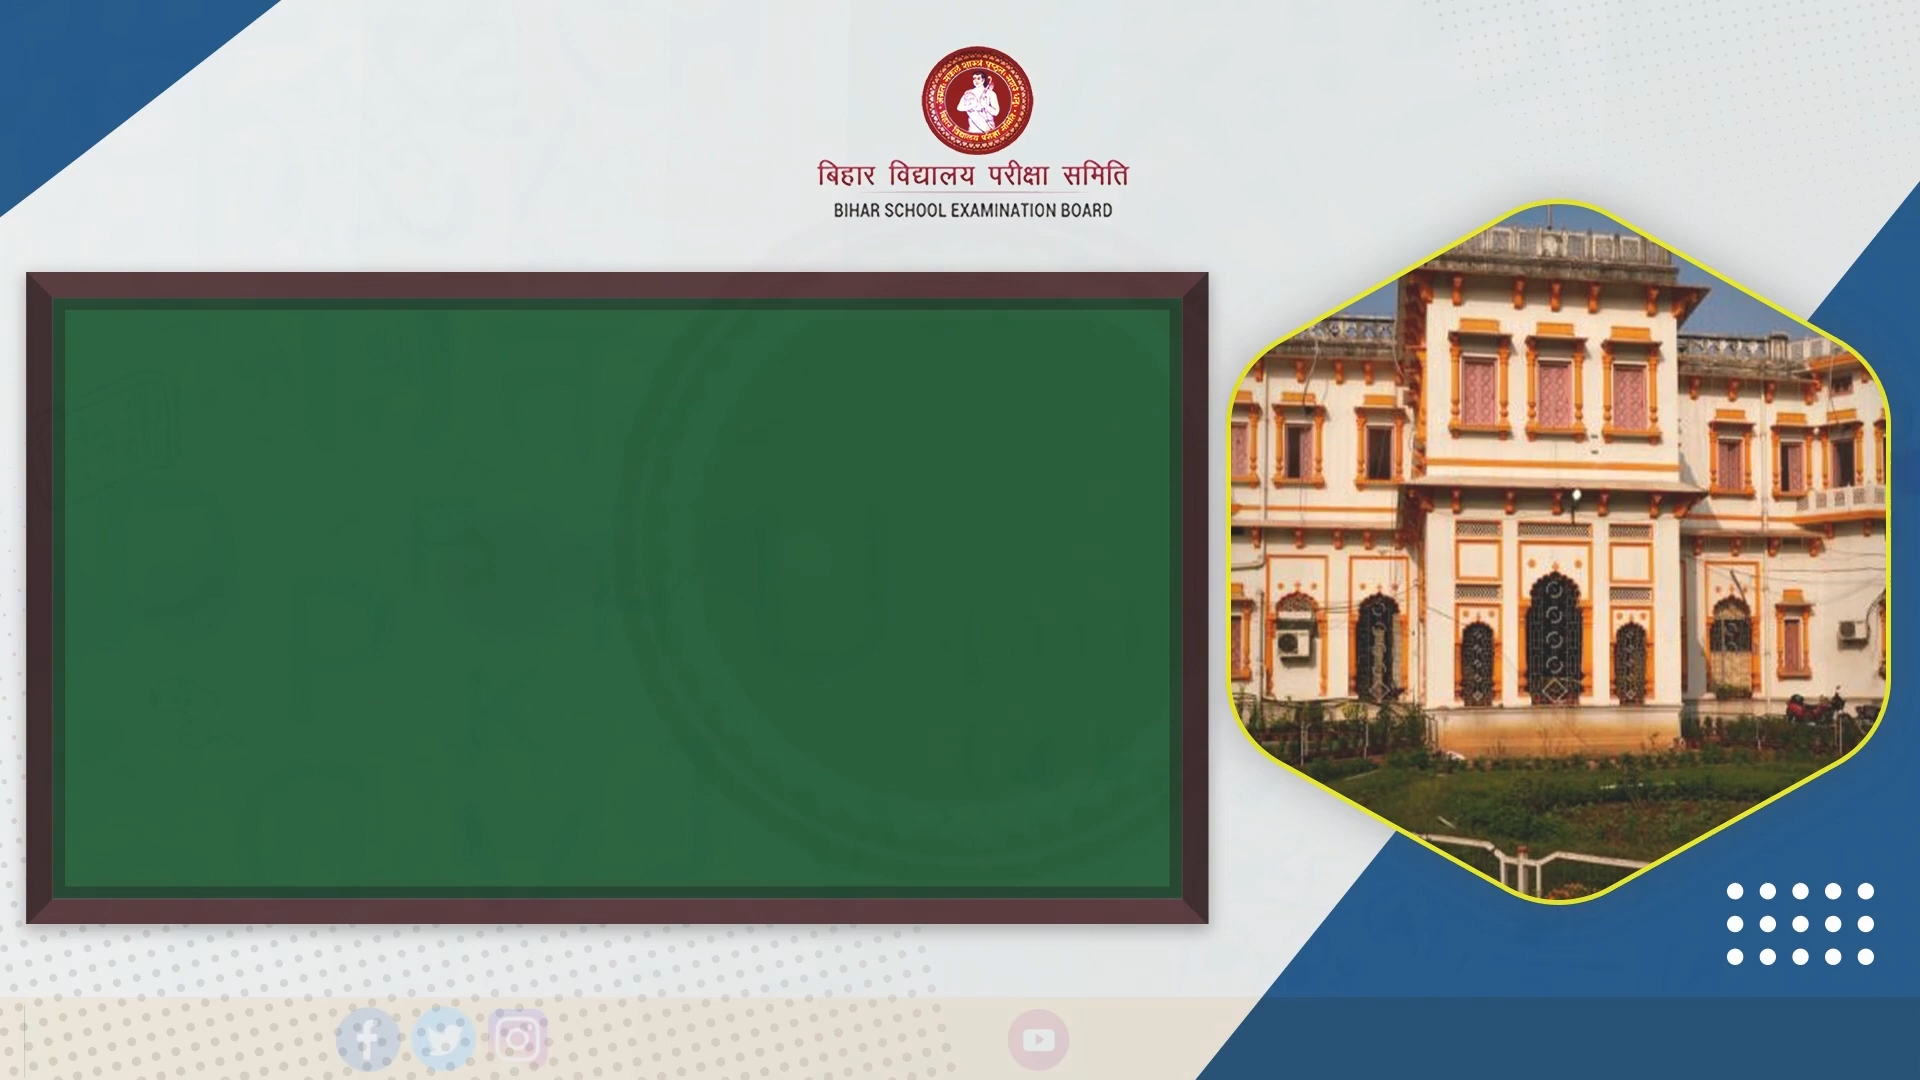 बिहार विद्यालय परीक्षा समिति
BIHAR SCHOOL EXAMINATION BOARD